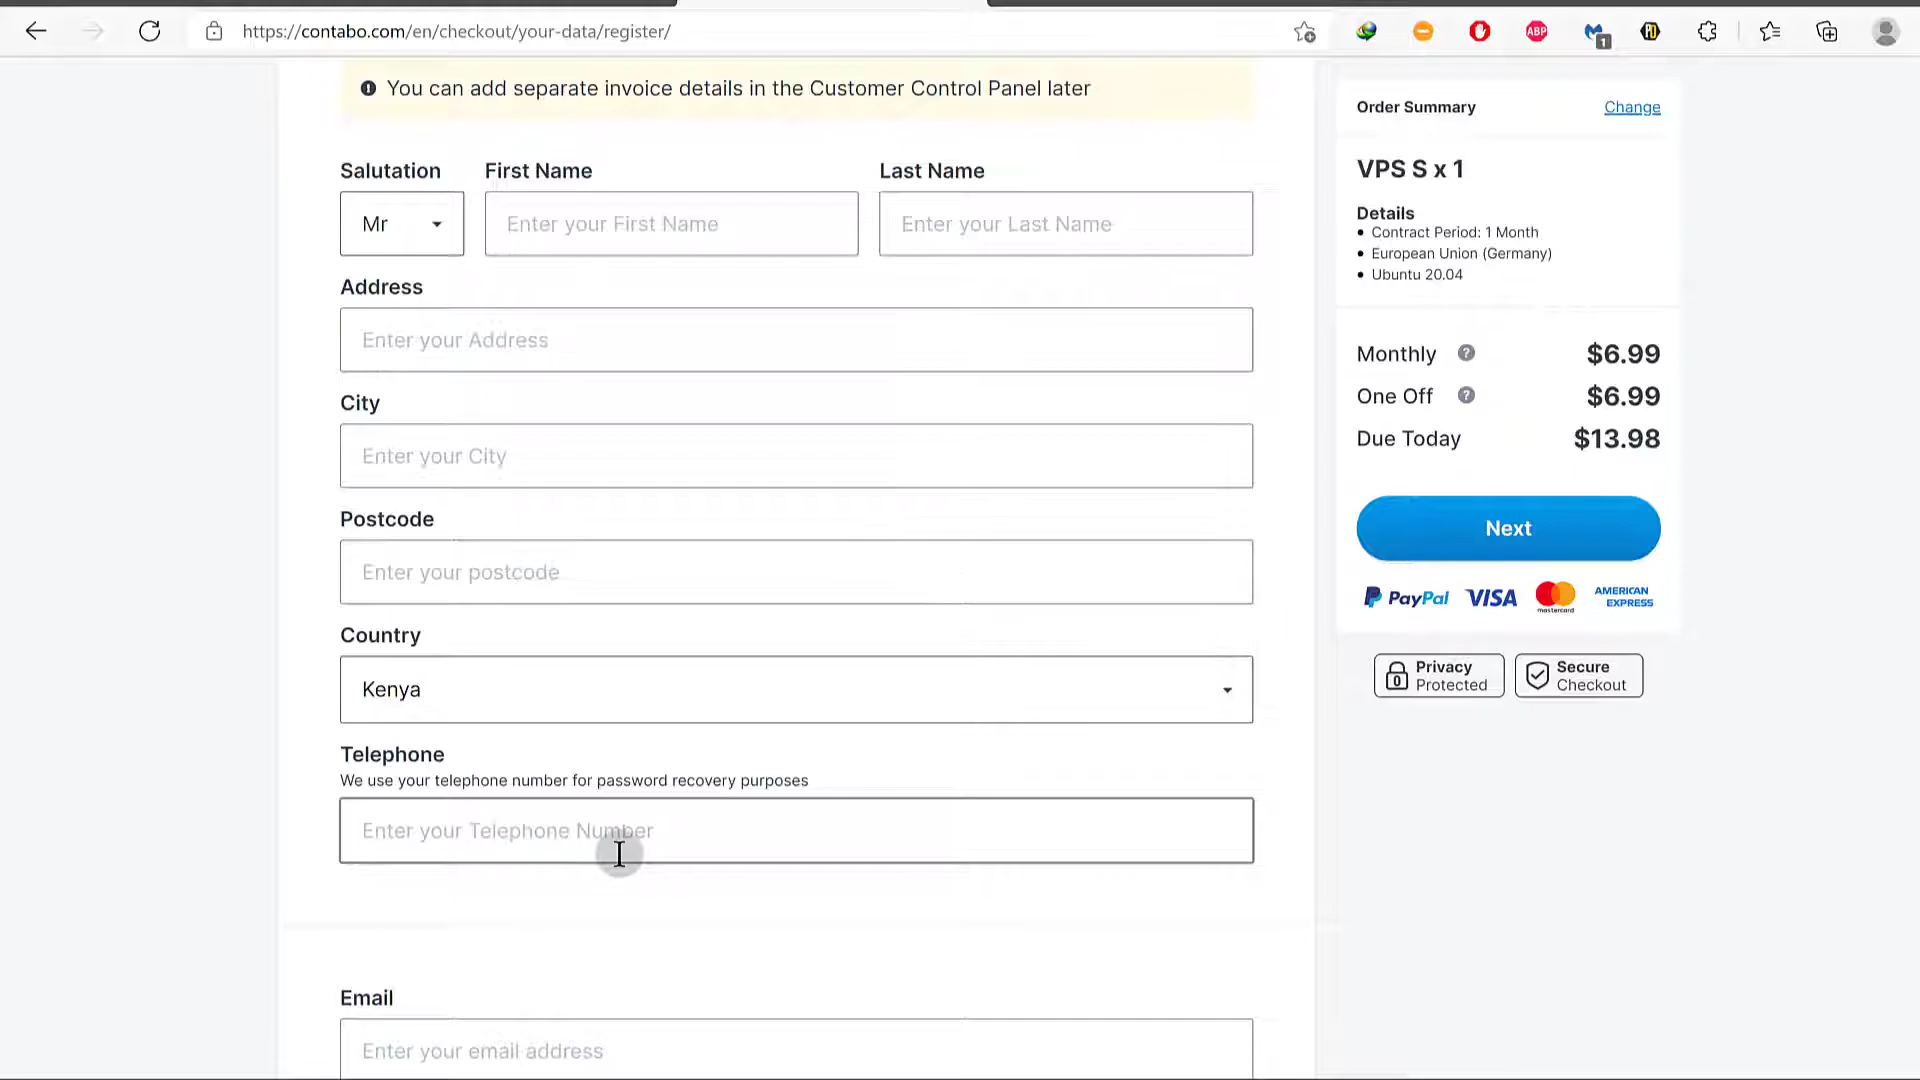 https://contabo.com/en/checkout/your-data/register/
ABP
1
You can add separate invoice details in the Customer Control Panel later
Salutation
First Name
Last Name
Mr
Enter your First Name
Enter your Last Name
Address
Enter your Address
City
Enter your City
Postcode
Enter your postcode
Country
Kenya
Telephone
We use your telephone number for password recovery purposes
Enter your Telephone Number
Email
Enter your email address
Order Summary
Change
VPS S x 1
Details
Contract Period: 1 Month
European Union (Germany)
Ubuntu 20.04
Monthly ? $6.99
One Off ? $6.99
Due Today $13.98
Next
PayPal VISA mastercard AMERICAN EXPRESS
Privacy Protected
Secure Checkout